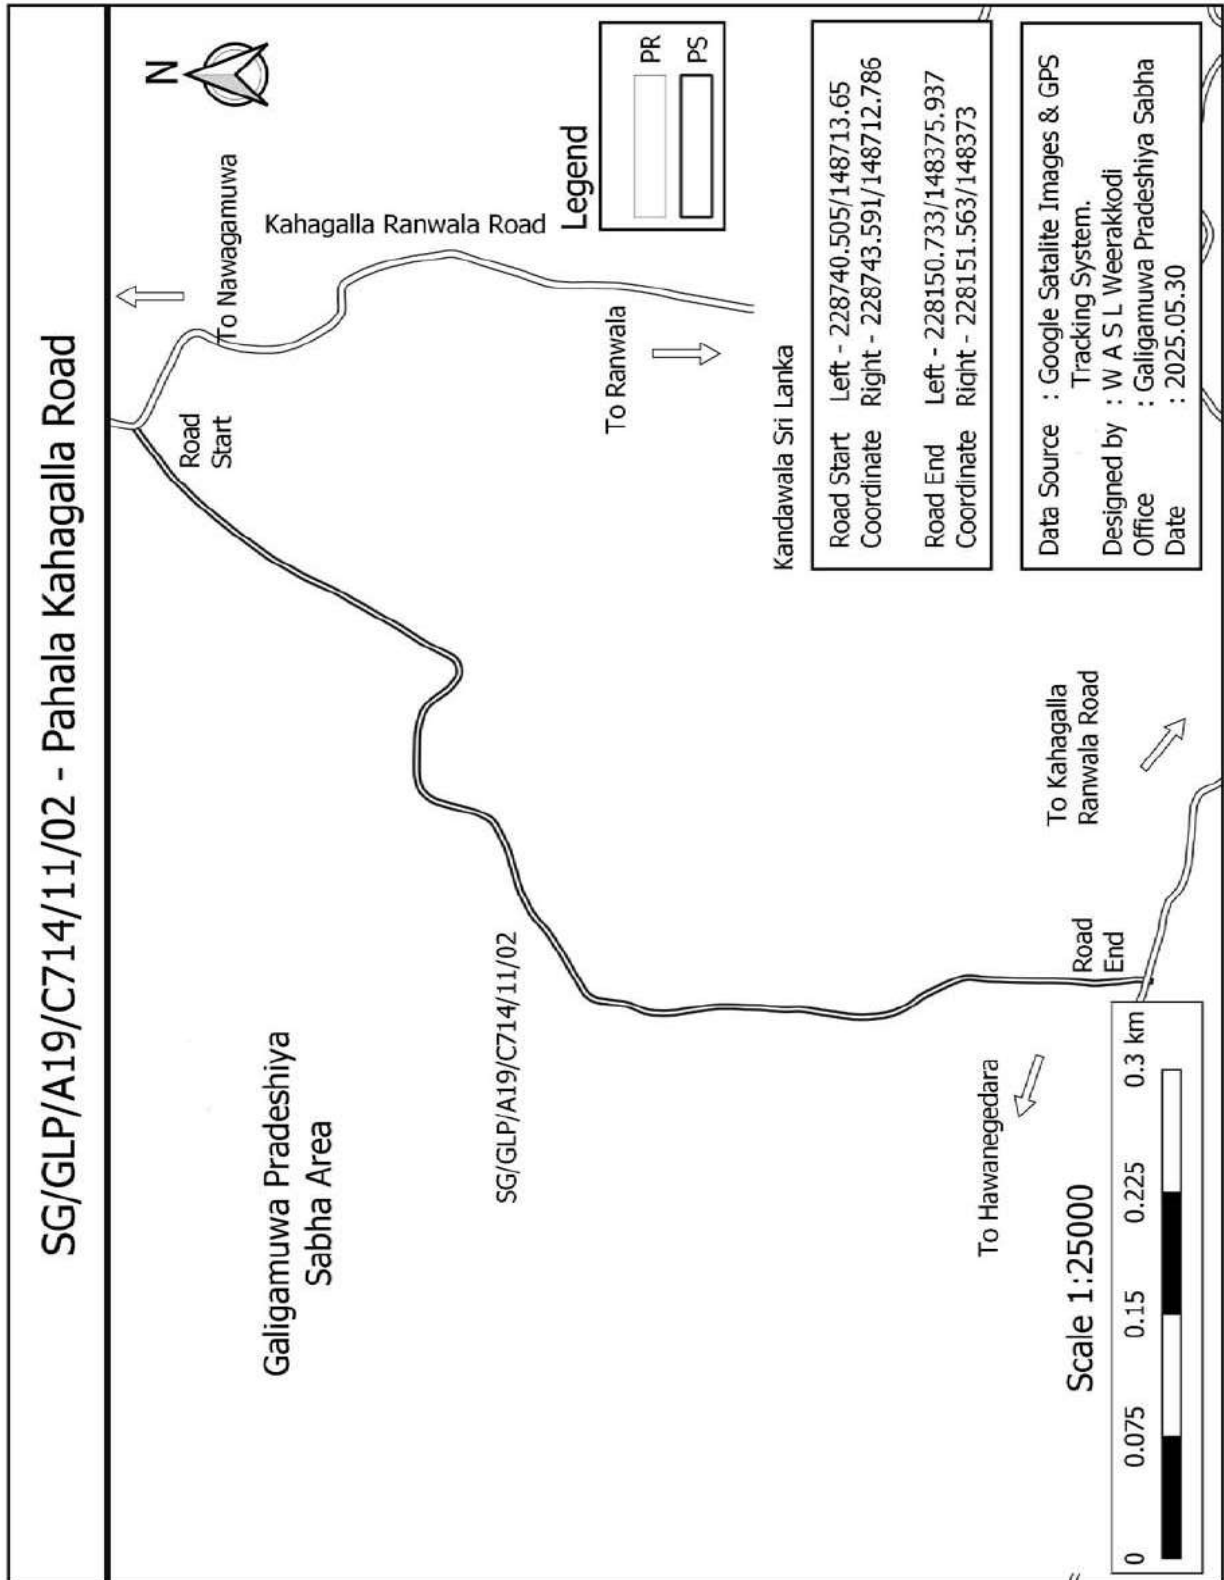 SG/GLP/A19/C714/11/02 - Pahala Kahagalla Road
N
To Nawagamuwa
Kahagalla Ranwala Road
Legend
PR
PS
Road
Start
To Ranwala
Galigamuwa Pradeshiya
Sabha Area
SG/GLP/A19/C714/11/02
Kandawala Sri Lanka
Road Start Left - 228740.505/148713.65
Coordinate Right - 228743.591/148712.786
Road End Left - 228150.733/148375.937
Coordinate Right - 228151.563/148373
To Hawanegedara
Road
End
To Kahagalla
Ranwala Road
Data Source : Google Satalite Images & GPS
Tracking System.
Designed by : W A S L Weerakkodi
Office : Galigamuwa Pradeshiya Sabha
Date : 2025.05.30
Scale 1:25000
0 0.075 0.15 0.225 0.3 km